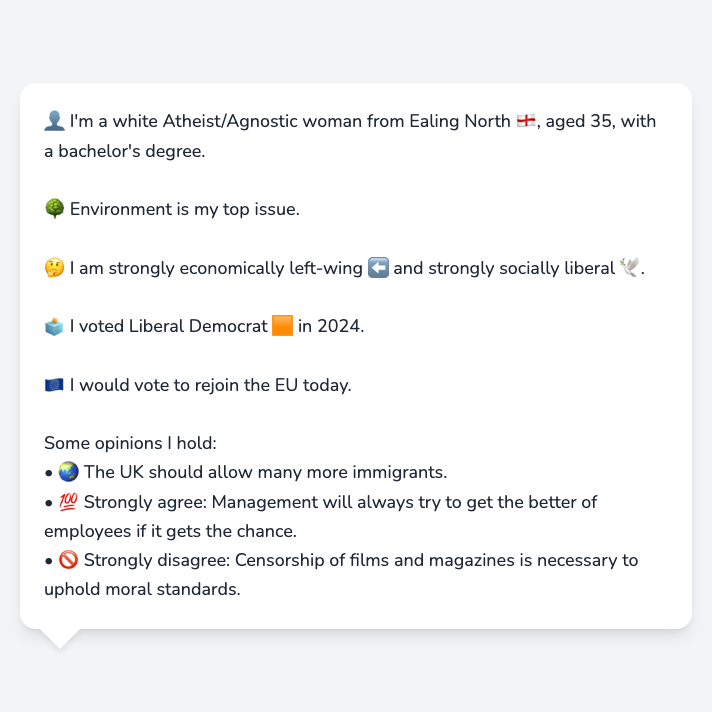 👤 I'm a white Atheist/Agnostic woman from Ealing North 🏴󠁧󠁢󠁥󠁮󠁧󠁿, aged 35, with
a bachelor's degree.
🌳 Environment is my top issue.
🤔 I am strongly economically left-wing ⬅️ and strongly socially liberal 🕊️.
🗳️ I voted Liberal Democrat 🟧 in 2024.
🇪🇺 I would vote to rejoin the EU today.
Some opinions I hold:
• 🌏 The UK should allow many more immigrants.
• 💯 Strongly agree: Management will always try to get the better of
employees if it gets the chance.
• 🚫 Strongly disagree: Censorship of films and magazines is necessary to
uphold moral standards.